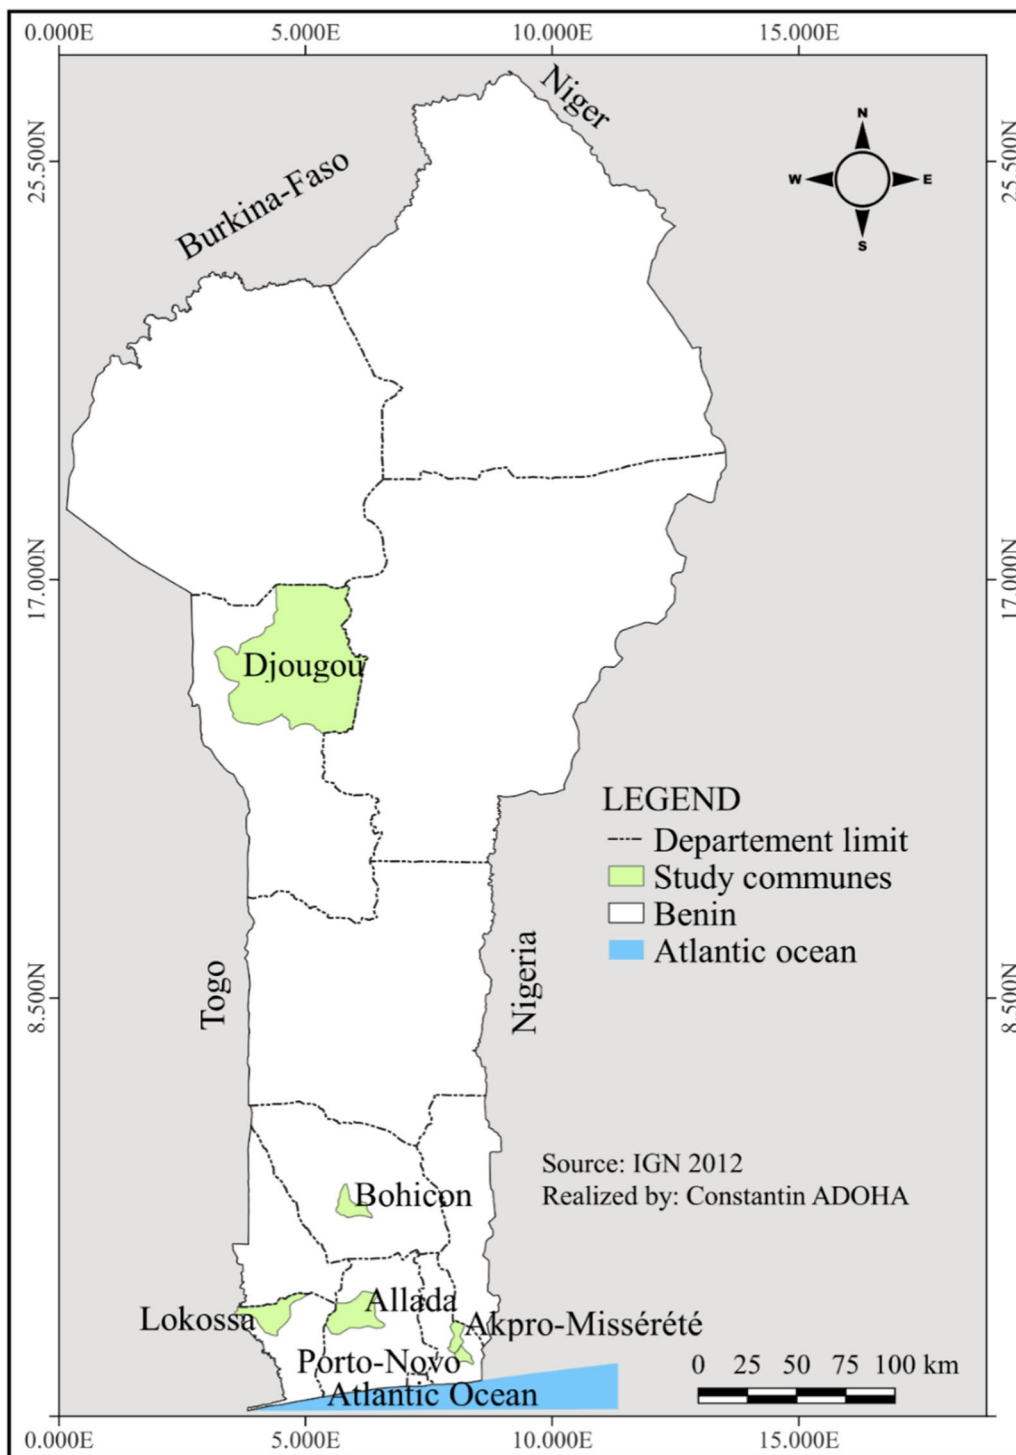 0.000E 5.000E 10.000E 15.000E
Niger
N
25.500N
25.500N
W E
Burkina-Faso
S
17.000N
17.000N
Djougou
LEGEND
Departement limit
Study communes
Benin
Atlantic ocean
Togo
Nigeria
8.500N
8.500N
Source: IGN 2012
Realized by: Constantin ADOHA
Bohicon
Allada
Lokossa
Akpro-Missérété
Porto-Novo
0 25 50 75 100 km
Atlantic Ocean
0.000E 5.000E 10.000E 15.000E